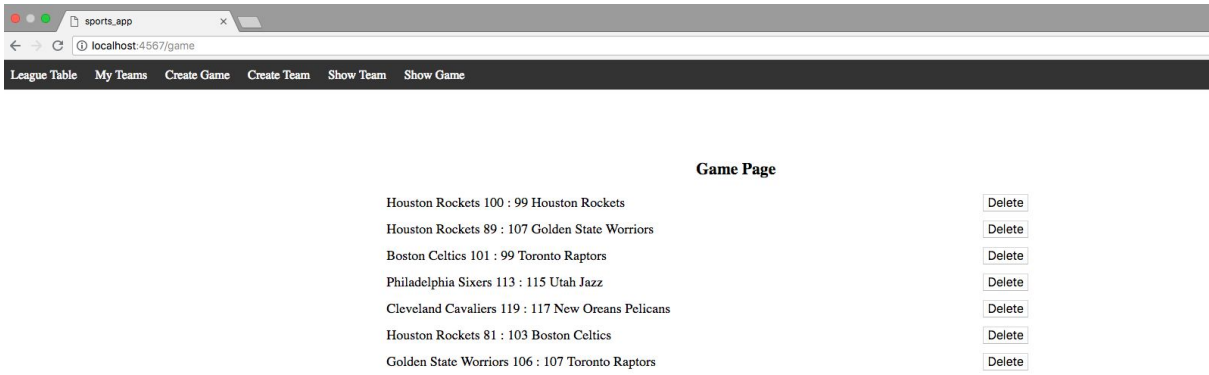 sports_app
localhost:4567/game
League Table My Teams Create Game Create Team Show Team Show Game
Game Page
Houston Rockets 100 : 99 Houston Rockets Delete
Houston Rockets 89 : 107 Golden State Worriors Delete
Boston Celtics 101 : 99 Toronto Raptors Delete
Philadelphia Sixers 113 : 115 Utah Jazz Delete
Cleveland Cavaliers 119 : 117 New Oreans Pelicans Delete
Houston Rockets 81 : 103 Boston Celtics Delete
Golden State Worriors 106 : 107 Toronto Raptors Delete